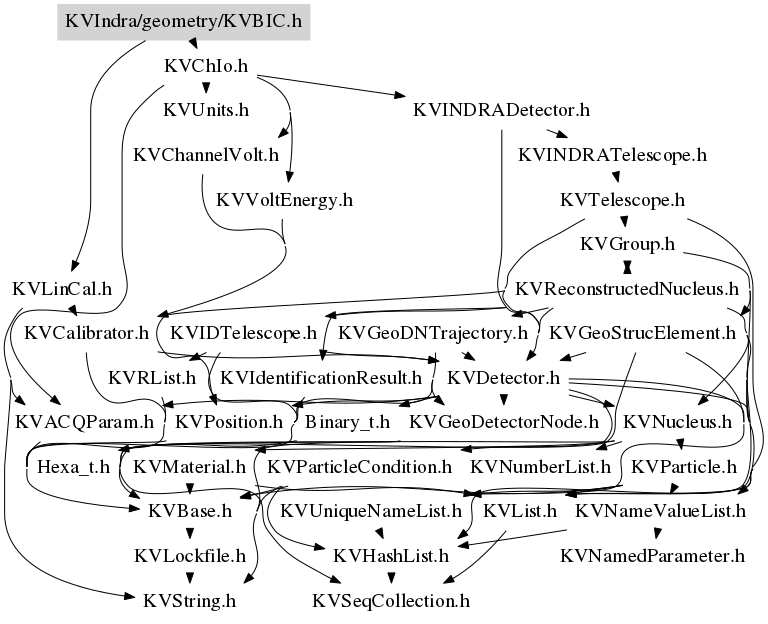 KVIndra/geometry/KVBIC.h
KVChIo.h
KVUnits.h
KVINDRADetector.h
KVChannelVolt.h
KVINDRATelescope.h
KVVoltEnergy.h
KVTelescope.h
KVGroup.h
KVLinCal.h
KVReconstructedNucleus.h
KVCalibrator.h
KVIDTelescope.h
KVGeoDNTrajectory.h
KVGeoStrucElement.h
KVRList.h
KVIdentificationResult.h
KVDetector.h
KVACQParam.h
KVPosition.h
Binary_t.h
KVGeoDetectorNode.h
KVNucleus.h
Hexa_t.h
KVMaterial.h
KVParticleCondition.h
KVNumberList.h
KVParticle.h
KVBase.h
KVUniqueNameList.h
KVList.h
KVNameValueList.h
KVLockfile.h
KVHashList.h
KVNamedParameter.h
KVString.h
KVSeqCollection.h